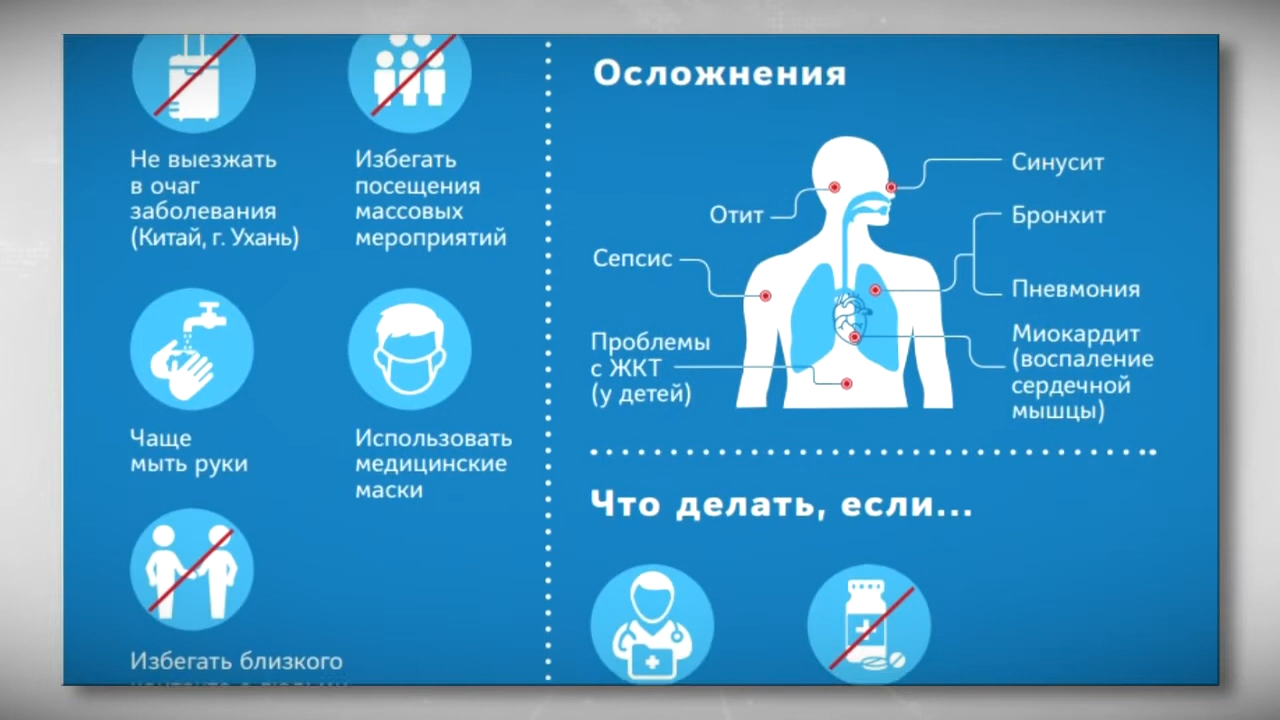 Не выезжать
в очаг
заболевания
(Китай, г. Ухань)
Избегать
посещения
массовых
мероприятий
Чаще
мыть руки
Использовать
медицинские
маски
Избегать близкого
Осложнения
Синусит
Отит
Бронхит
Сепсис
Пневмония
Проблемы
с ЖКТ
(у детей)
Миокардит
(воспаление
сердечной
мышцы)
Что делать, если...